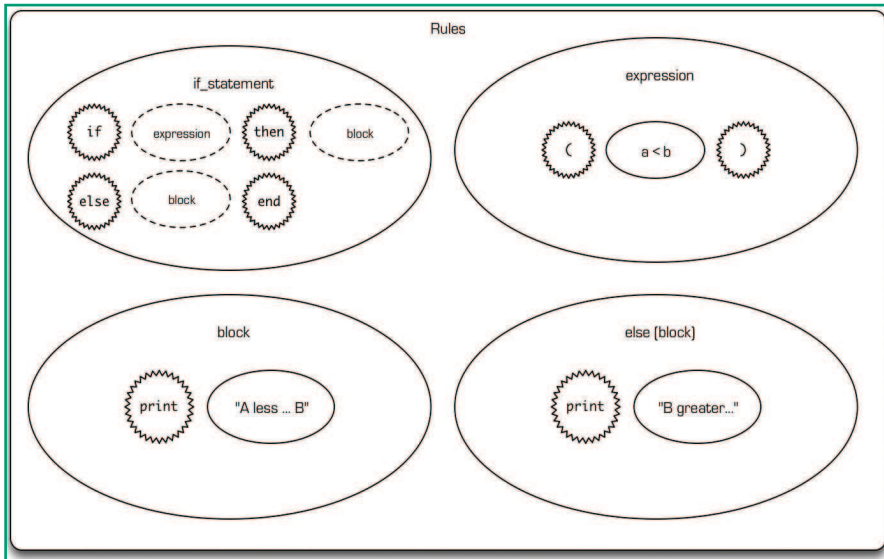 Rules
if_statement
if expression then block
else block end
expression
( a < b )
block
print "A less ... B"
else (block)
print "B greater..."